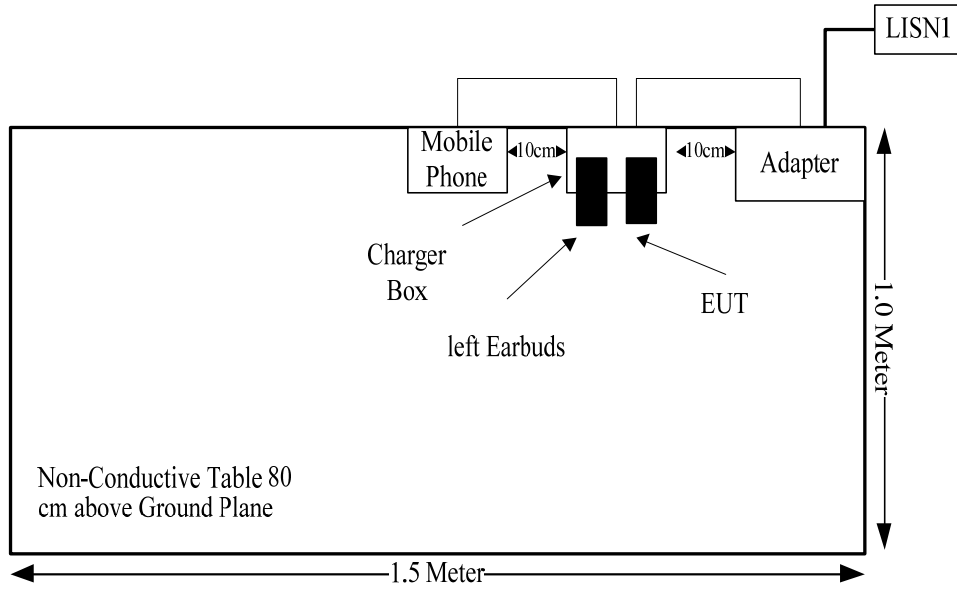 LISN1
Mobile
Phone
10cm
10cm
Adapter
Charger
Box
EUT
left Earbuds
1.0 Meter
Non-Conductive Table 80
cm above Ground Plane
1.5 Meter